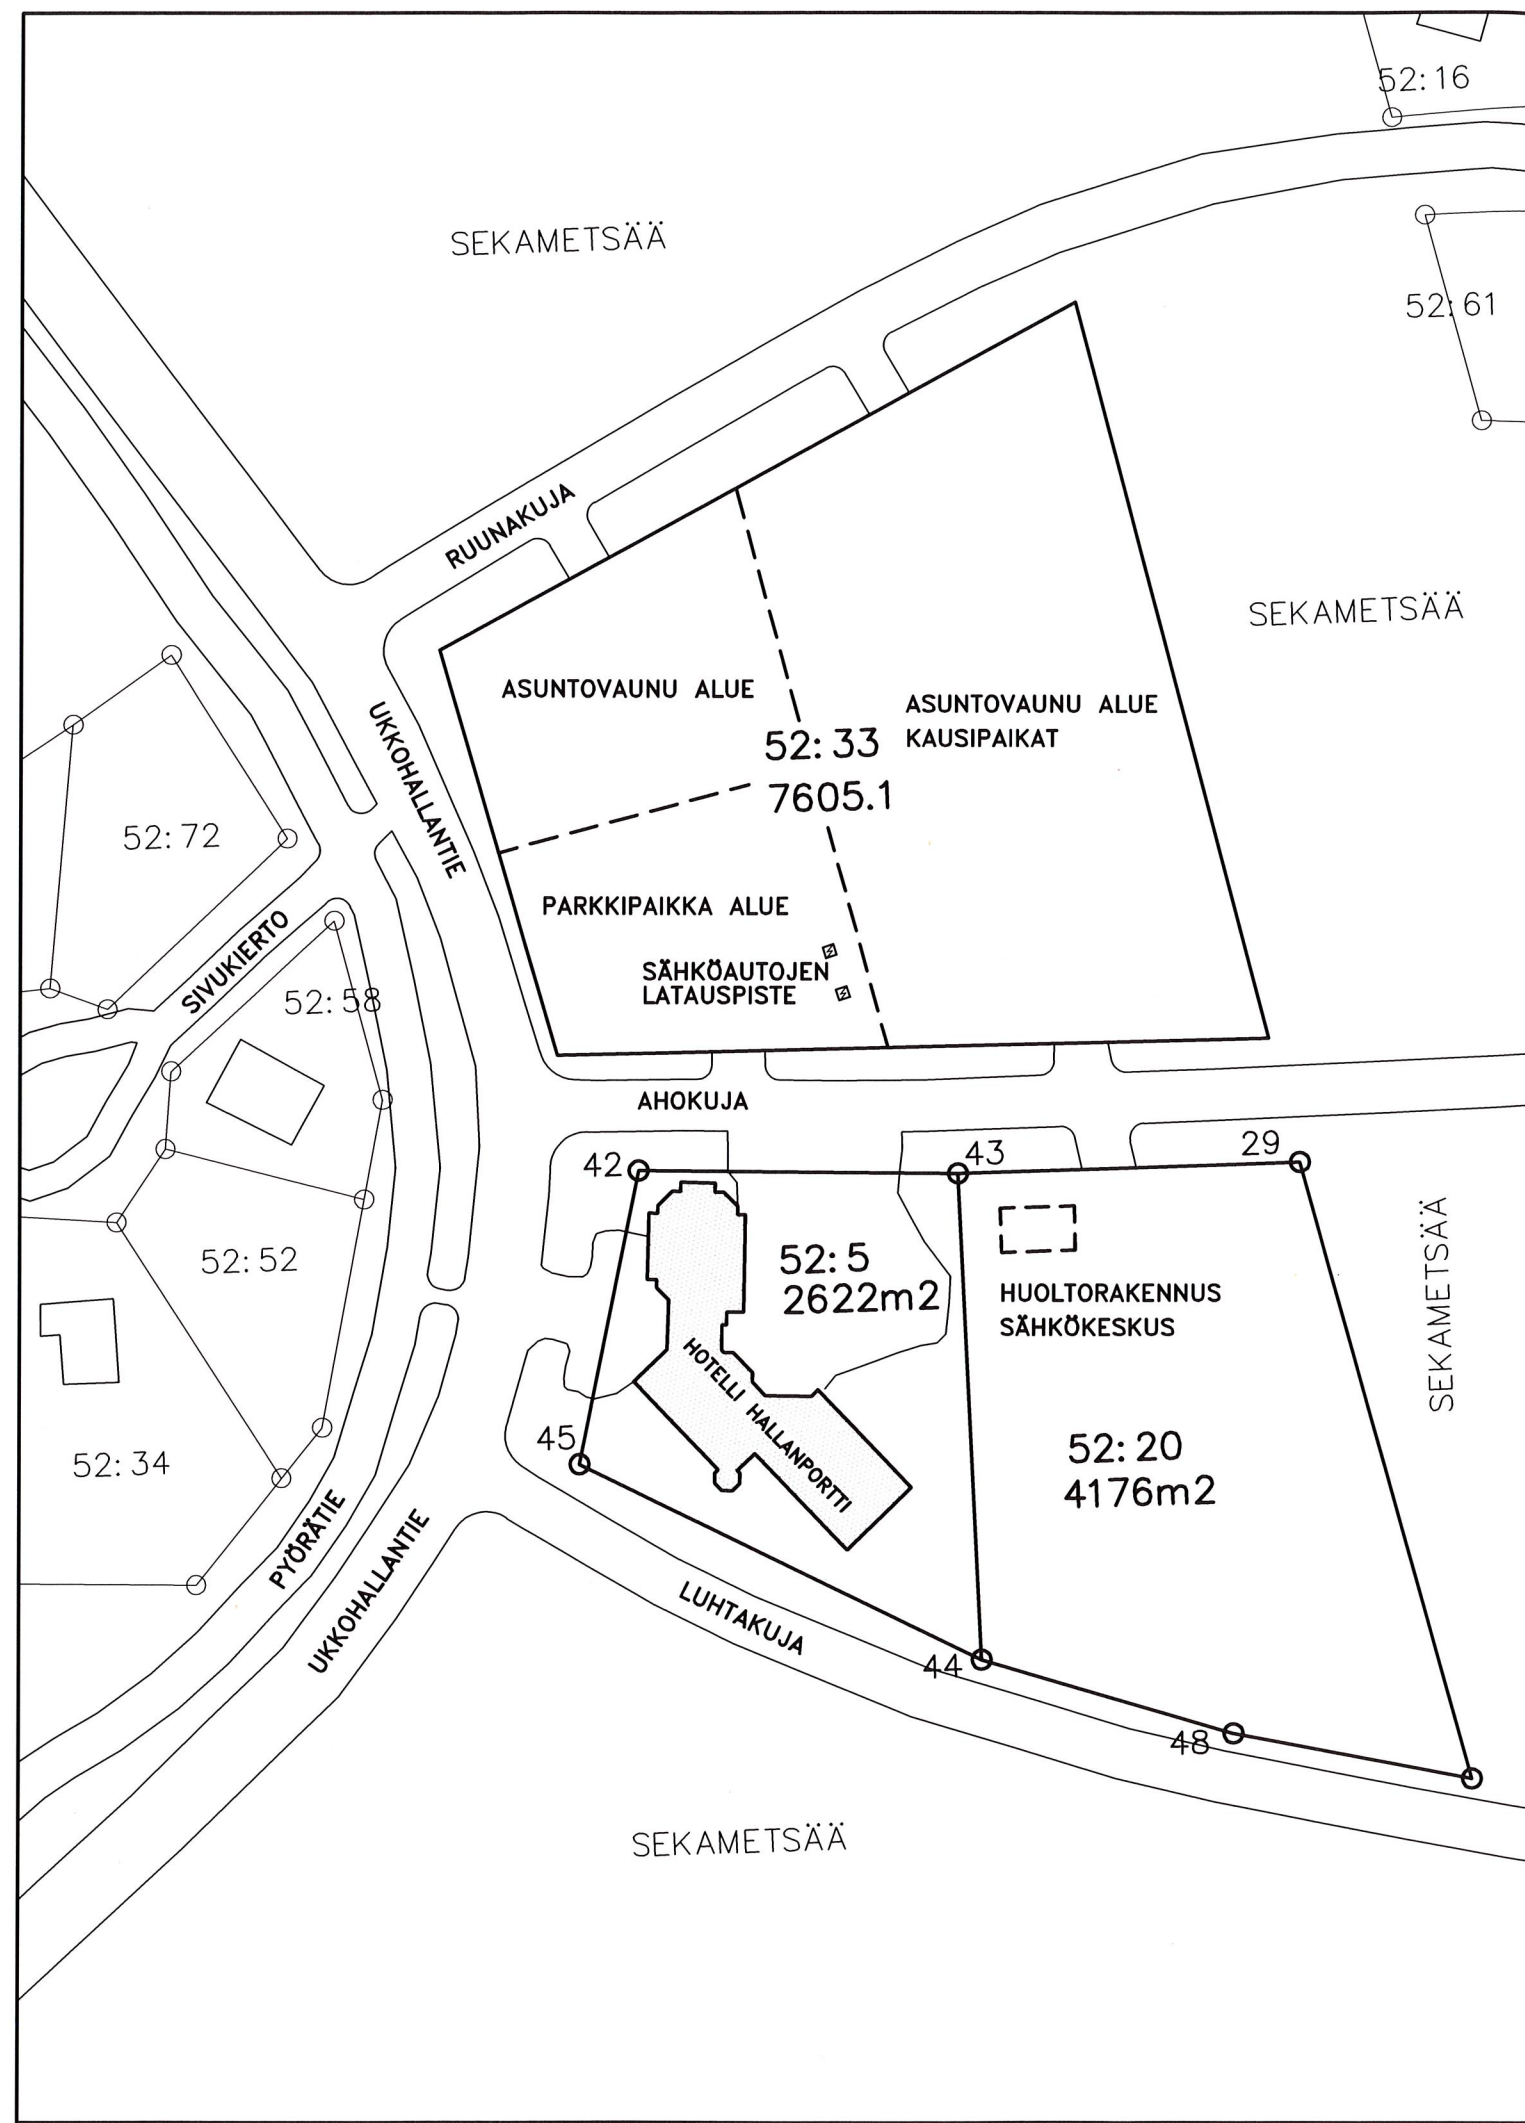 52:16
SEKAMETSÄÄ
52:61
RUUNAKUJA
SEKAMETSÄÄ
ASUNTOVAUNU ALUE
ASUNTOVAUNU ALUE
KAUSIPAIKAT
52:33
7605.1
UKKOHALLANTIE
52:72
PARKKIPAIKKA ALUE
SÄHKÖAUTOJEN
LATAUSPISTE
SIVUKIERTO
52:58
AHOKUJA
42
43
29
52:52
52:5
2622m2
HUOLTORAKENNUS
SÄHKÖKESKUS
SEKAMETSÄÄ
HOTELLI HALLANPORTTI
45
52:34
52:20
4176m2
PYÖRÄTIE
UKKOHALLANTIE
LUHTAKUJA
44
48
SEKAMETSÄÄ